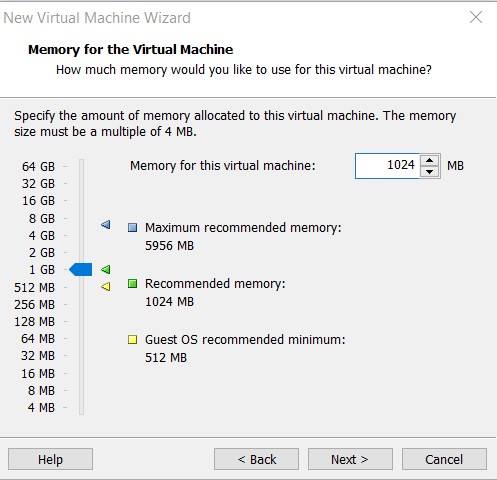 New Virtual Machine Wizard
Memory for the Virtual Machine
How much memory would you like to use for this virtual machine?
Specify the amount of memory allocated to this virtual machine. The memory
size must be a multiple of 4 MB.
Memory for this virtual machine: 1024 MB
64 GB
32 GB
16 GB
8 GB
4 GB
2 GB
1 GB
512 MB
256 MB
128 MB
64 MB
32 MB
16 MB
8 MB
4 MB
Maximum recommended memory:
5956 MB
Recommended memory:
1024 MB
Guest OS recommended minimum:
512 MB
Help
< Back
Next >
Cancel